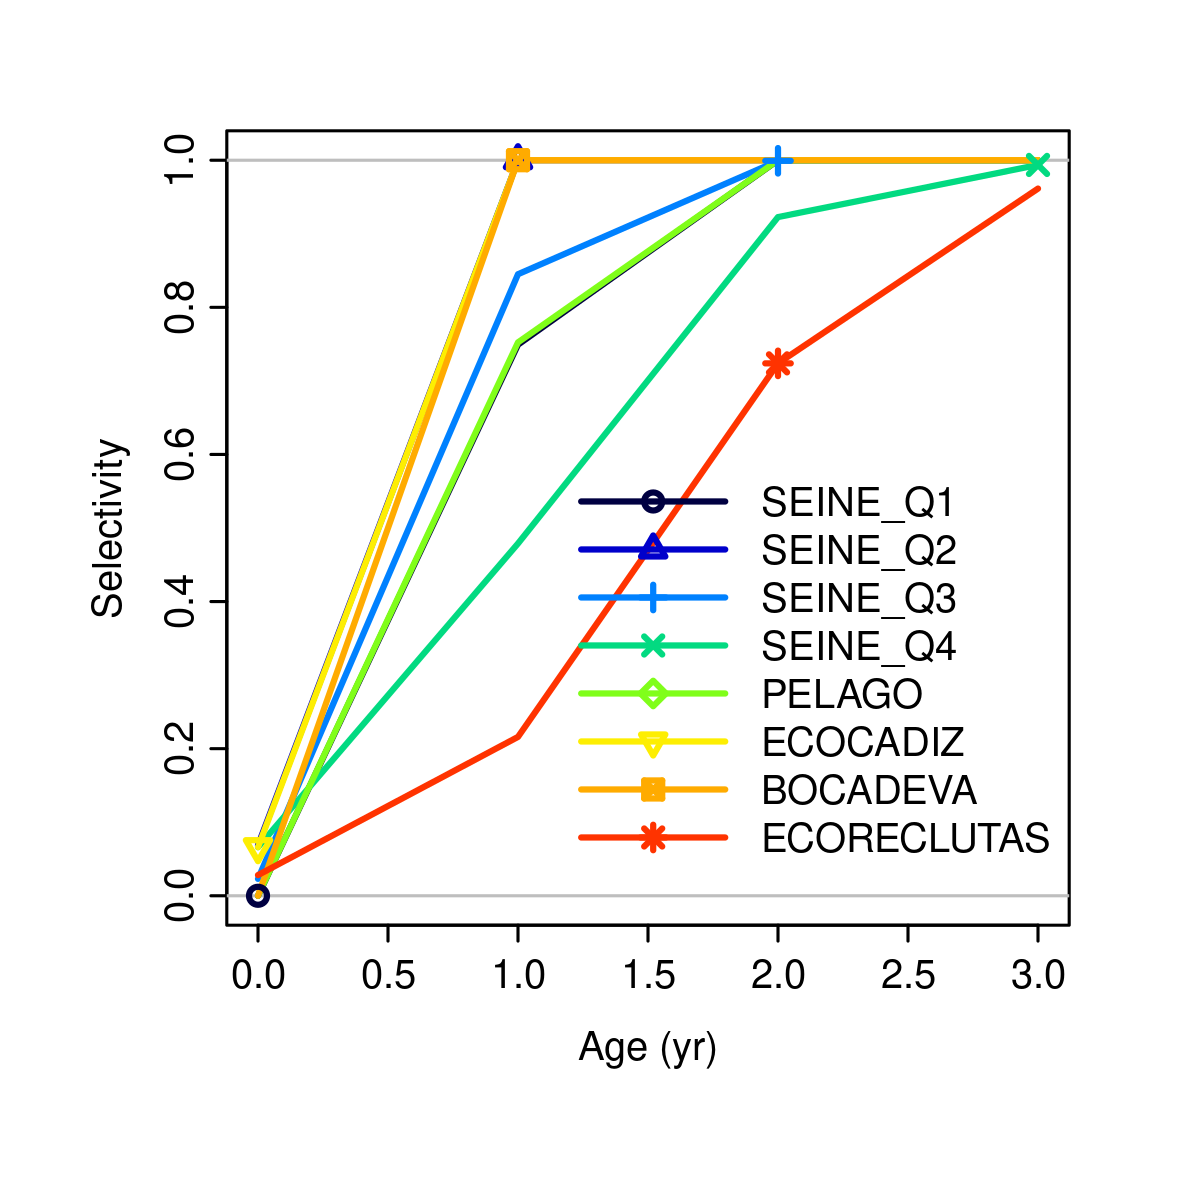 Selectivity
1.0
0.8
0.6
0.4
0.2
0.0
SEINE_Q1
SEINE_Q2
SEINE_Q3
SEINE_Q4
PELAGO
ECOCADIZ
BOCADEVA
ECORECLUTAS
0.0 0.5 1.0 1.5 2.0 2.5 3.0
Age (yr)